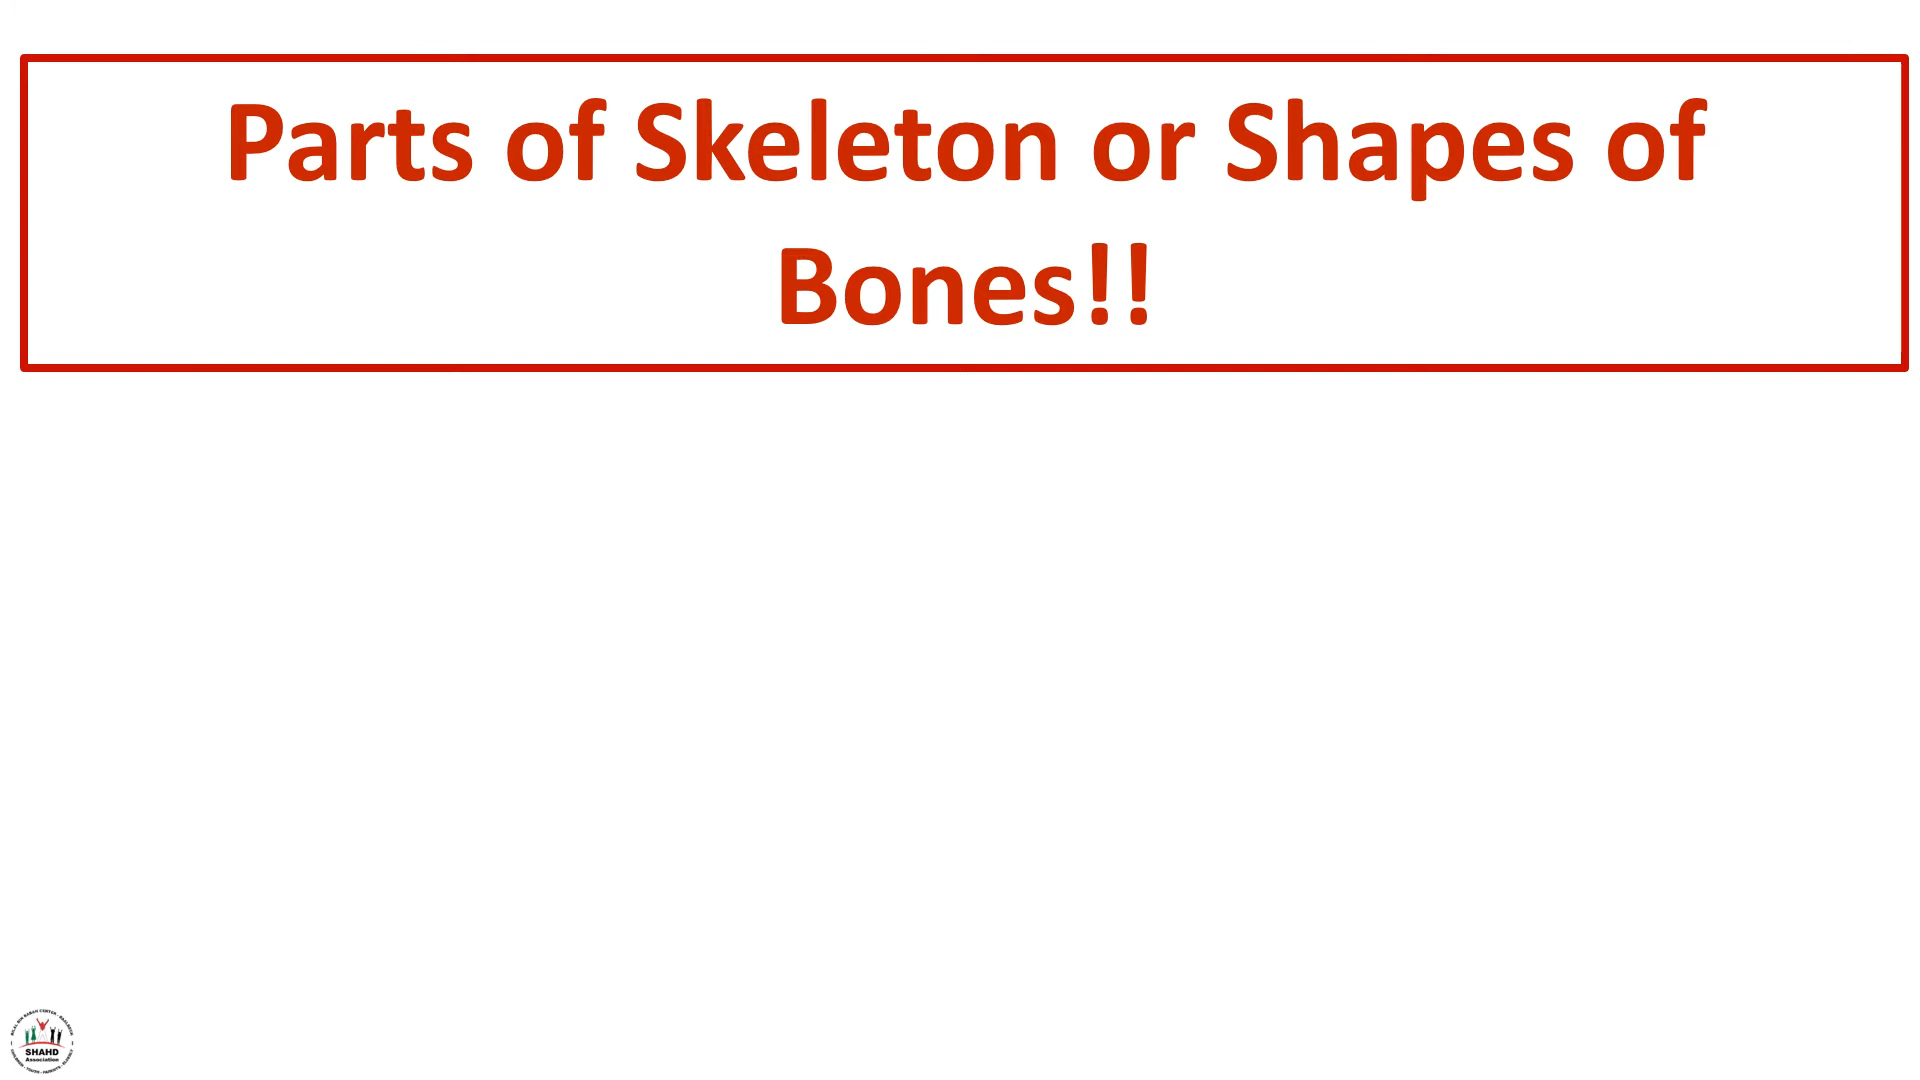 Parts of Skeleton or Shapes of
Bones!!
SHAHD
Association